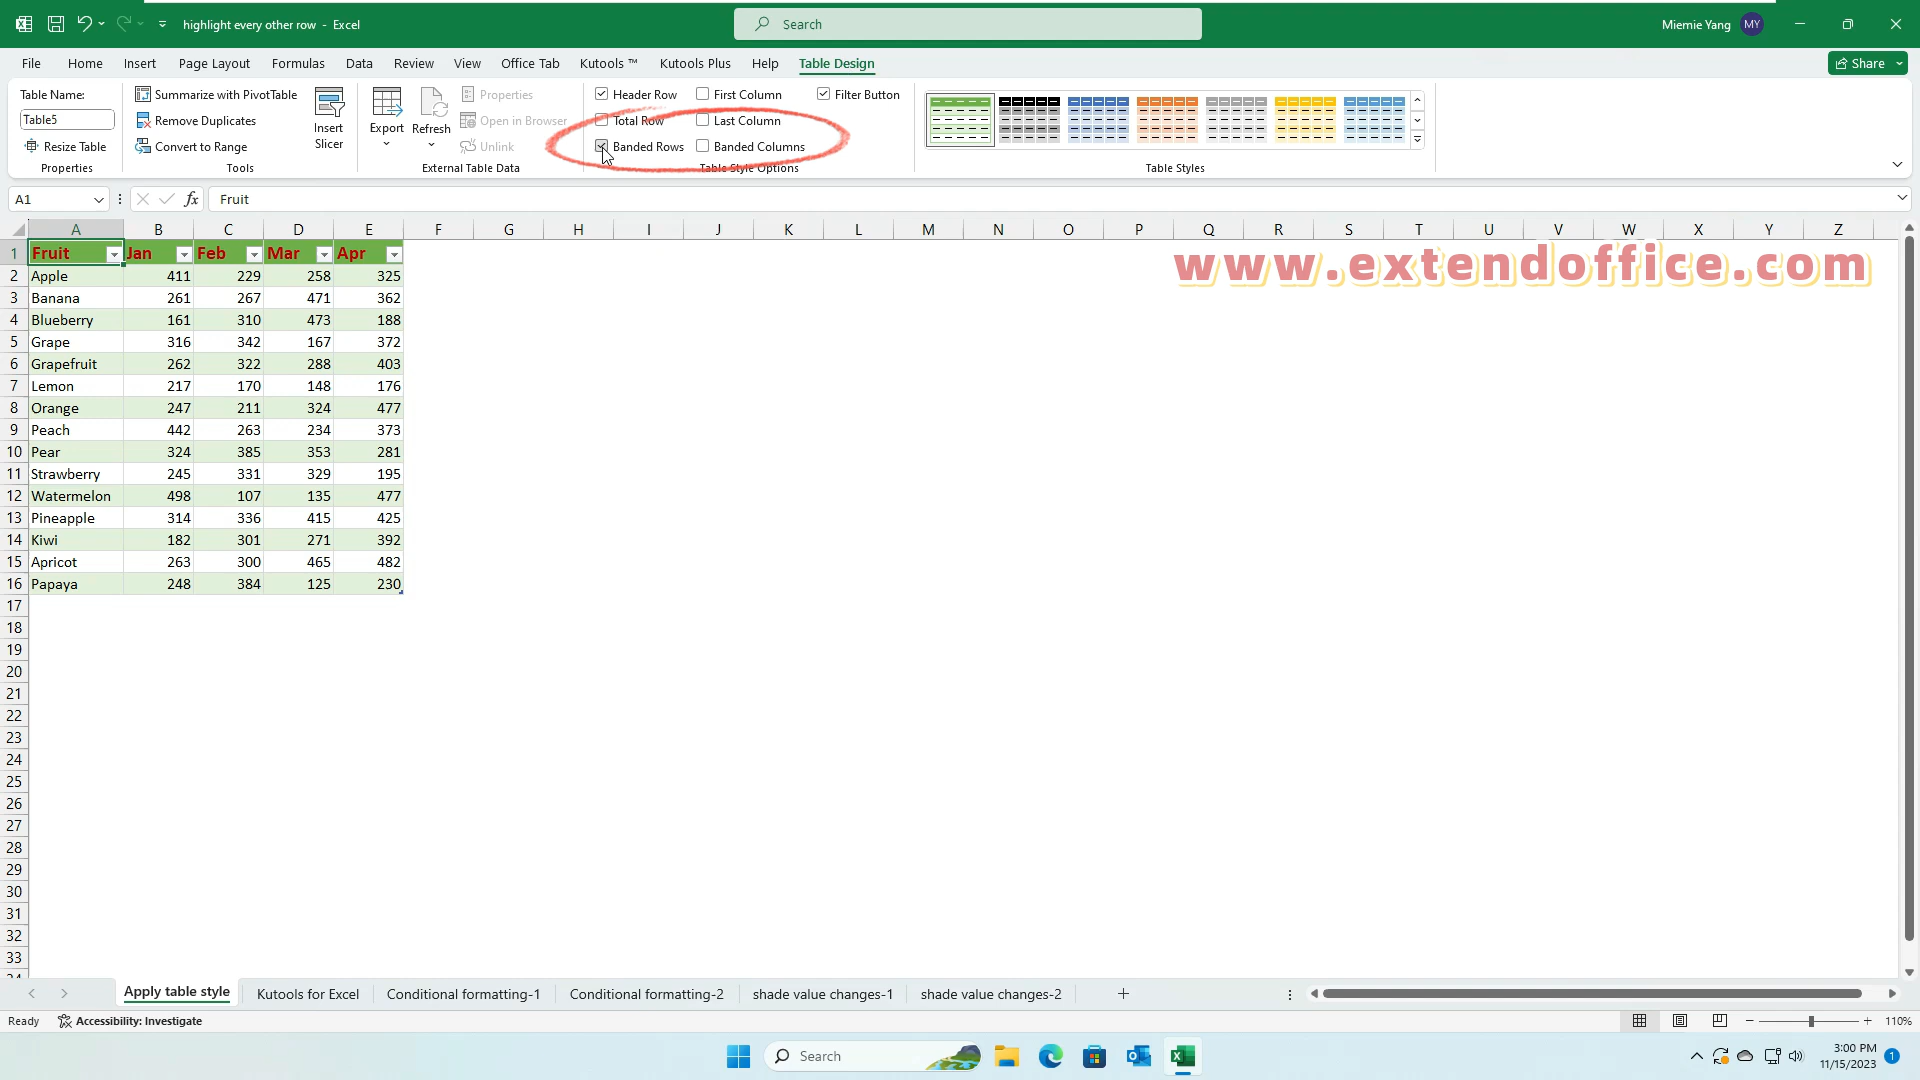 highlight every other row - Excel
Search
Miemie Yang MY
File Home Insert Page Layout Formulas Data Review View Office Tab Kutools ™ Kutools Plus Help Table Design Share
Table Name: Summarize with PivotTable Properties Header Row First Column Filter Button
Table5 Remove Duplicates Insert Slicer Export Refresh Open in Browser Total Row Last Column
Resize Table Convert to Range Unlink Banded Rows Banded Columns
Properties Tools External Table Data Table Style Options Table Styles
A1 fx Fruit
A B C D E F G H I J K L M N O P Q R S T U V W X Y Z
1 Fruit Jan Feb Mar Apr
www.extendoffice.com
2 Apple 411 229 258 325
3 Banana 261 267 471 362
4 Blueberry 161 310 473 188
5 Grape 316 342 167 372
6 Grapefruit 262 322 288 403
7 Lemon 217 170 148 176
8 Orange 247 211 324 477
9 Peach 442 263 234 373
10 Pear 324 385 353 281
11 Strawberry 245 331 329 195
12 Watermelon 498 107 135 477
13 Pineapple 314 336 415 425
14 Kiwi 182 301 271 392
15 Apricot 263 300 465 482
16 Papaya 248 384 125 230
17
18
19
20
21
22
23
24
25
26
27
28
29
30
31
32
33
Apply table style Kutools for Excel Conditional formatting-1 Conditional formatting-2 shade value changes-1 shade value changes-2
Ready Accessibility: Investigate 110%
Search
3:00 PM
11/15/2023 1